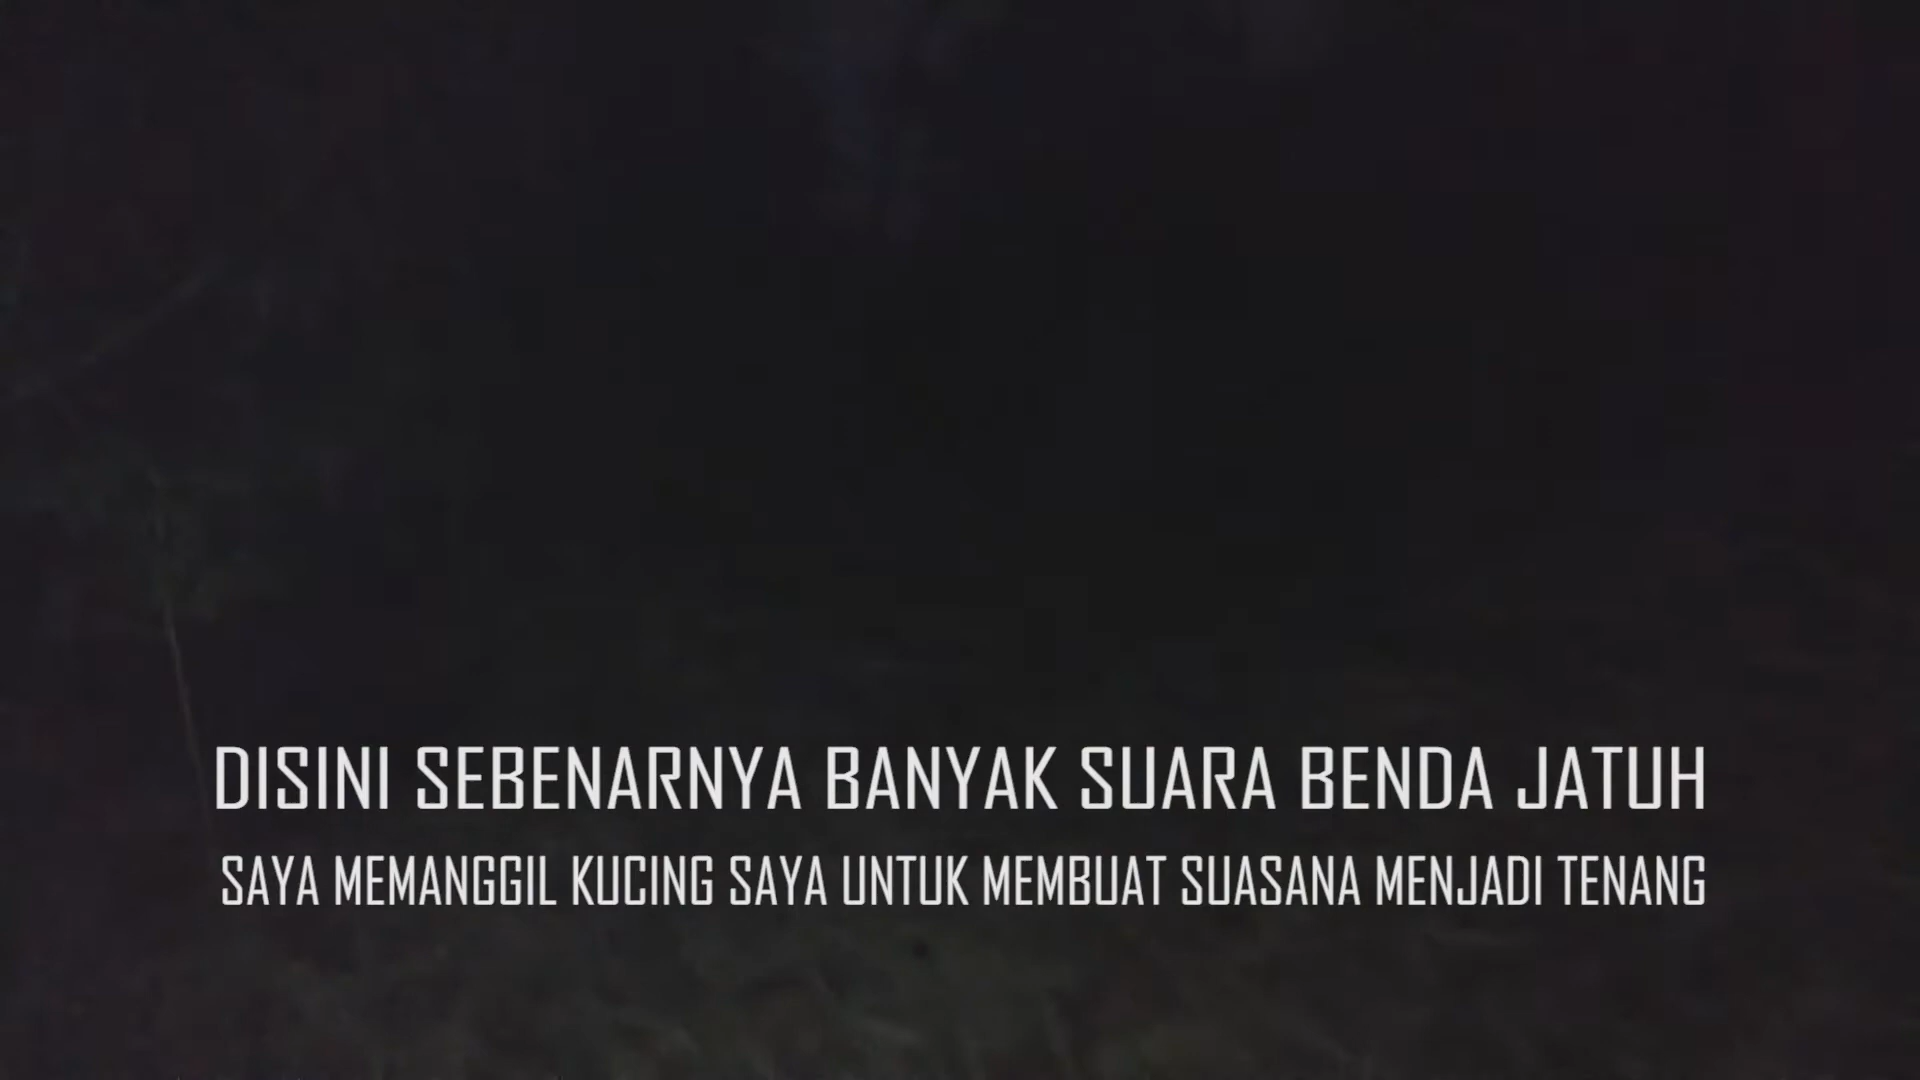 DISINI SEBENARNYA BANYAK SUARA BENDA JATUH
SAYA MEMANGGIL KUCING SAYA UNTUK MEMBUAT SUASANA MENJADI TENANG